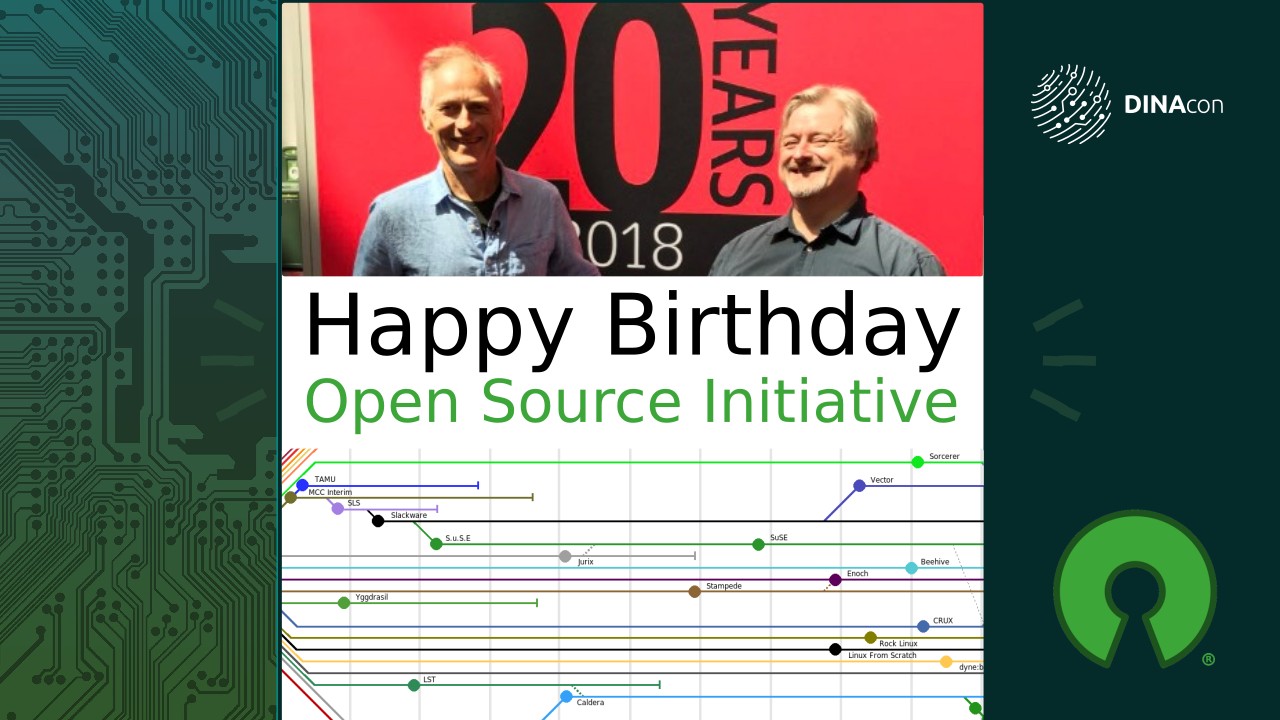 20
YEARS
2018
DINAcon
Happy Birthday
Open Source Initiative
Sorcerer
TAMU
Vector
MCC Interim
SLS
Slackware
S.u.S.E
SuSE
Jurix
Beehive
Enoch
Stampede
Yggdrasil
CRUX
Rock Linux
Linux From Scratch
dyne:b
LST
Caldera
®